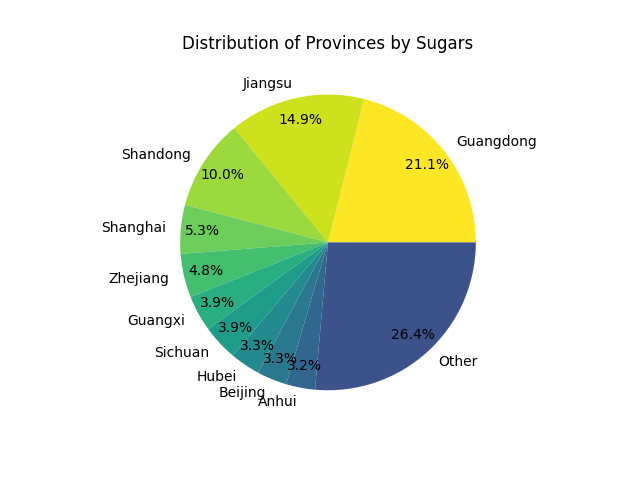 Distribution of Provinces by Sugars
Guangdong
21.1%
Jiangsu
14.9%
Shandong
10.0%
Shanghai
5.3%
Zhejiang
4.8%
Guangxi
3.9%
Sichuan
3.9%
Hubei
3.3%
Beijing
3.3%
Anhui
3.2%
Other
26.4%